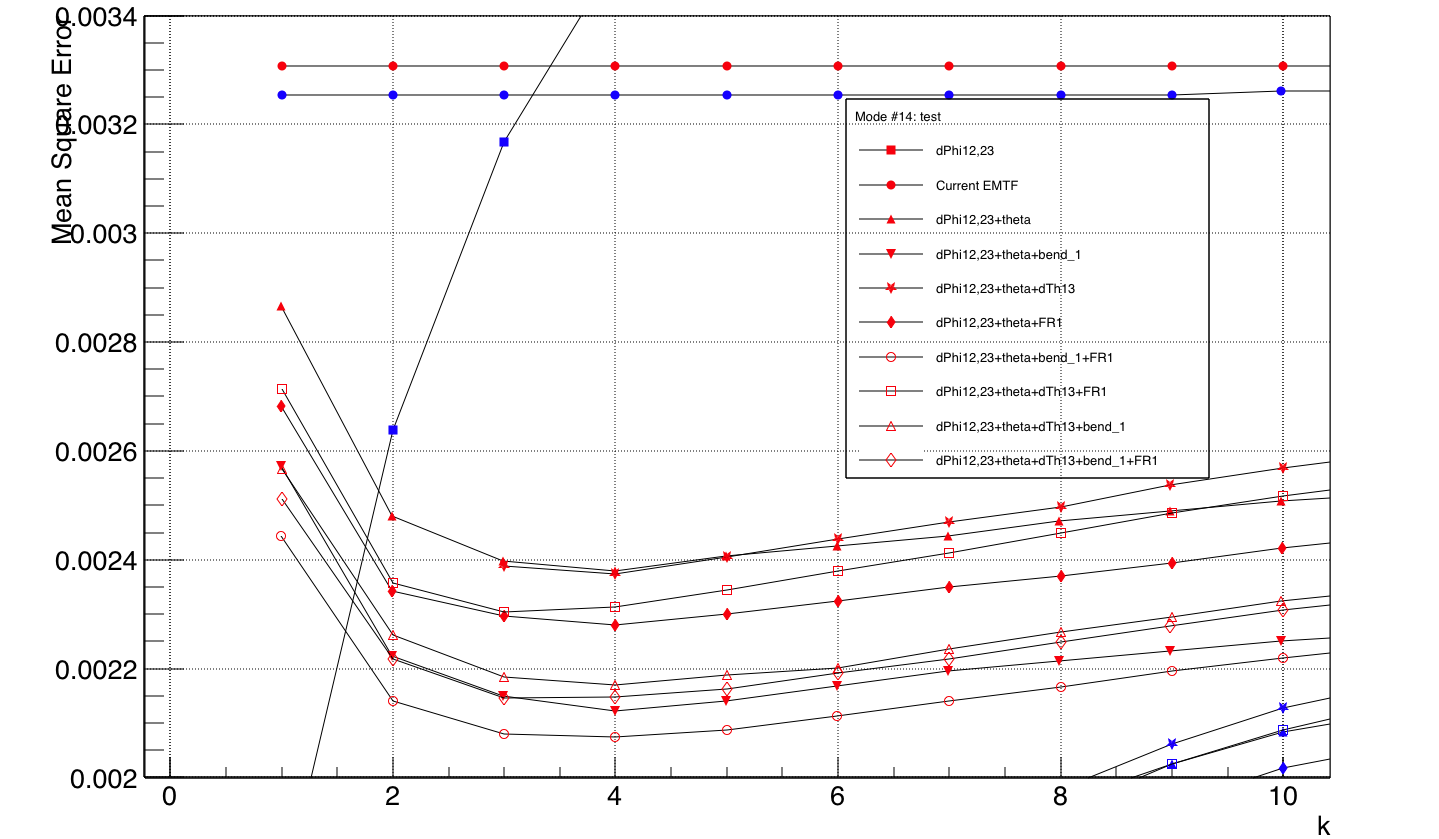 Mean Square Error
0.0034
0.0032
0.003
0.0028
0.0026
0.0024
0.0022
0.002
Mode #14: test
dPhi12,23
Current EMTF
dPhi12,23+theta
dPhi12,23+theta+bend_1
dPhi12,23+theta+dTh13
dPhi12,23+theta+FR1
dPhi12,23+theta+bend_1+FR1
dPhi12,23+theta+dTh13+FR1
dPhi12,23+theta+dTh13+bend_1
dPhi12,23+theta+dTh13+bend_1+FR1
0 2 4 6 8 10
k